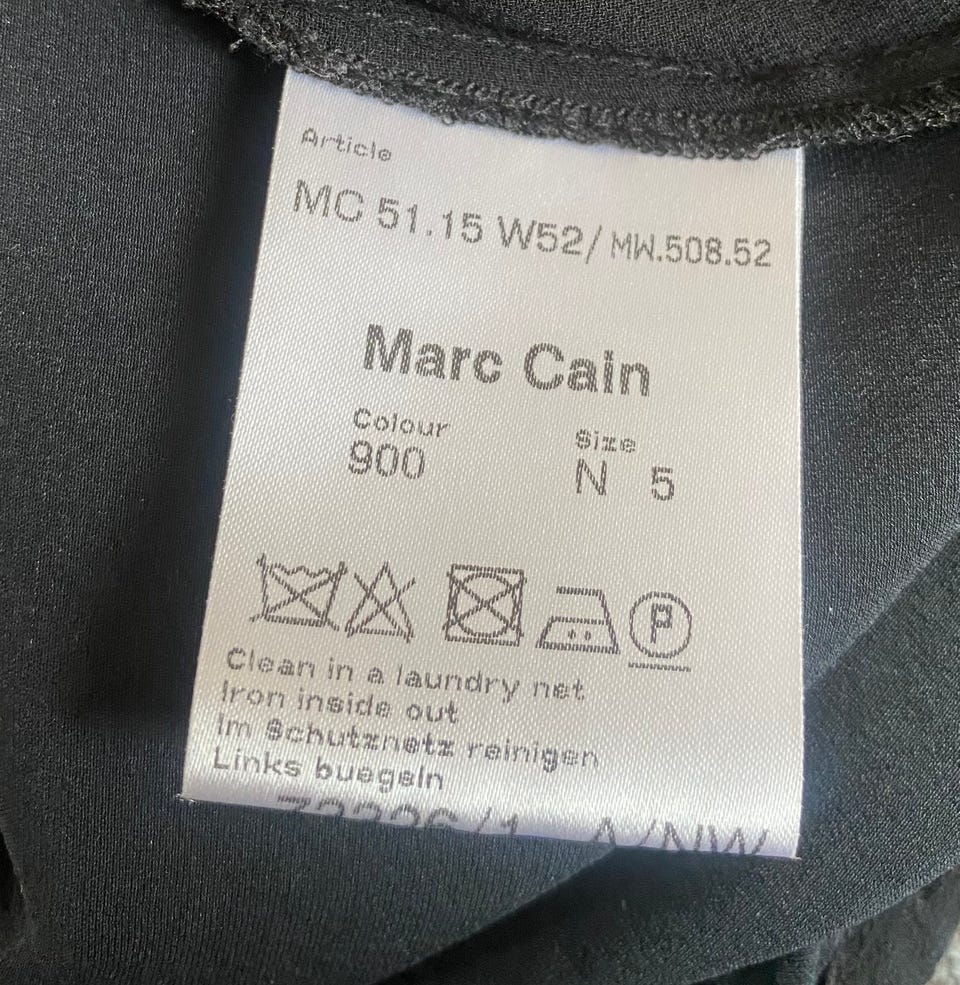 Article
MC 51.15 W52/ MW.508.52
Marc Cain
Colour Size
900 N 5
P
Clean in a laundry net
Iron inside out
Im Schutznetz reinigen
Links buegeln